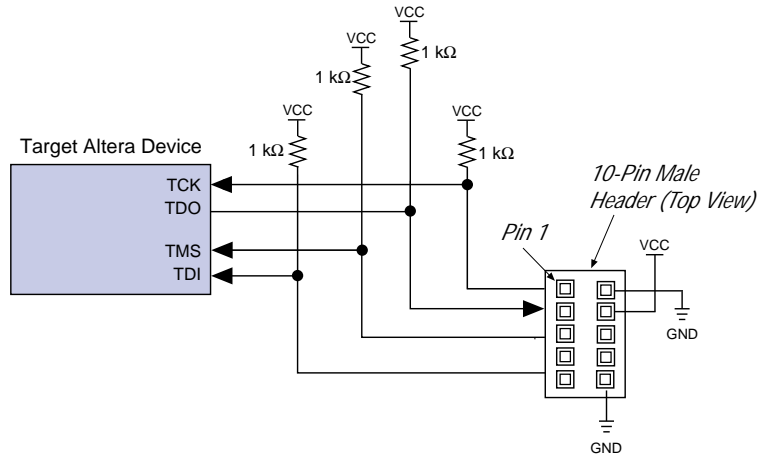 VCC
VCC
1 kΩ
1 kΩ
VCC
VCC
Target Altera Device
1 kΩ
1 kΩ
TCK
TDO
TMS
TDI
10-Pin Male
Header (Top View)
Pin 1
VCC
GND
GND